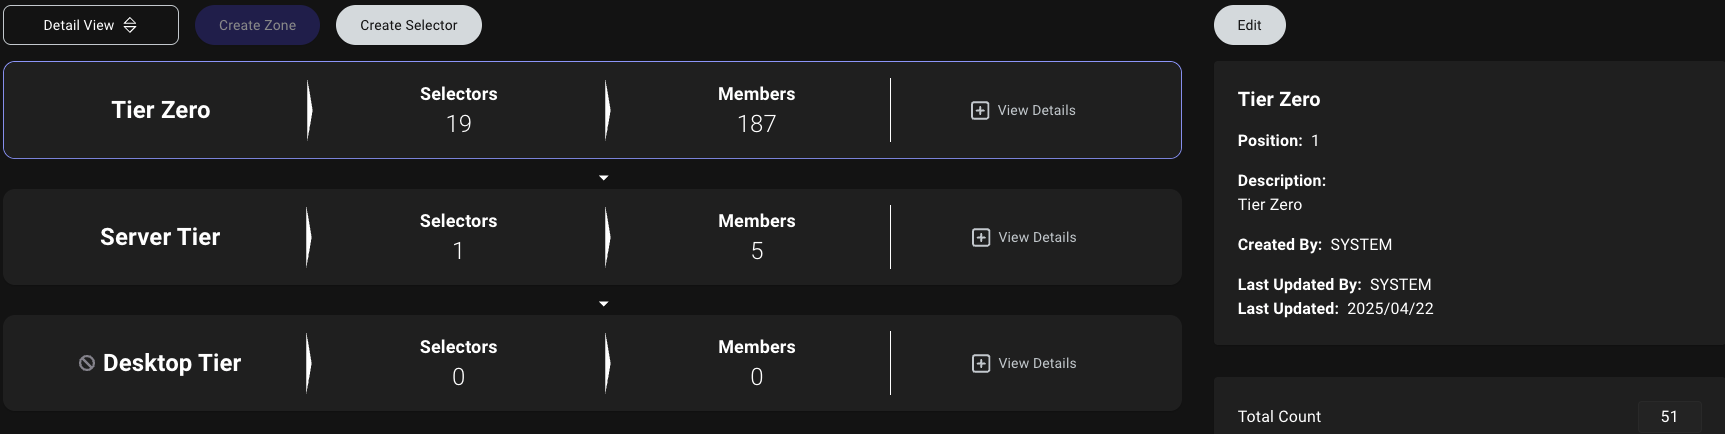 Detail View
Create Zone
Create Selector
Edit
Tier Zero
Selectors
19
Members
187
View Details
Server Tier
Selectors
1
Members
5
View Details
Desktop Tier
Selectors
0
Members
0
View Details
Tier Zero
Position: 1
Description:
Tier Zero
Created By: SYSTEM
Last Updated By: SYSTEM
Last Updated: 2025/04/22
Total Count 51